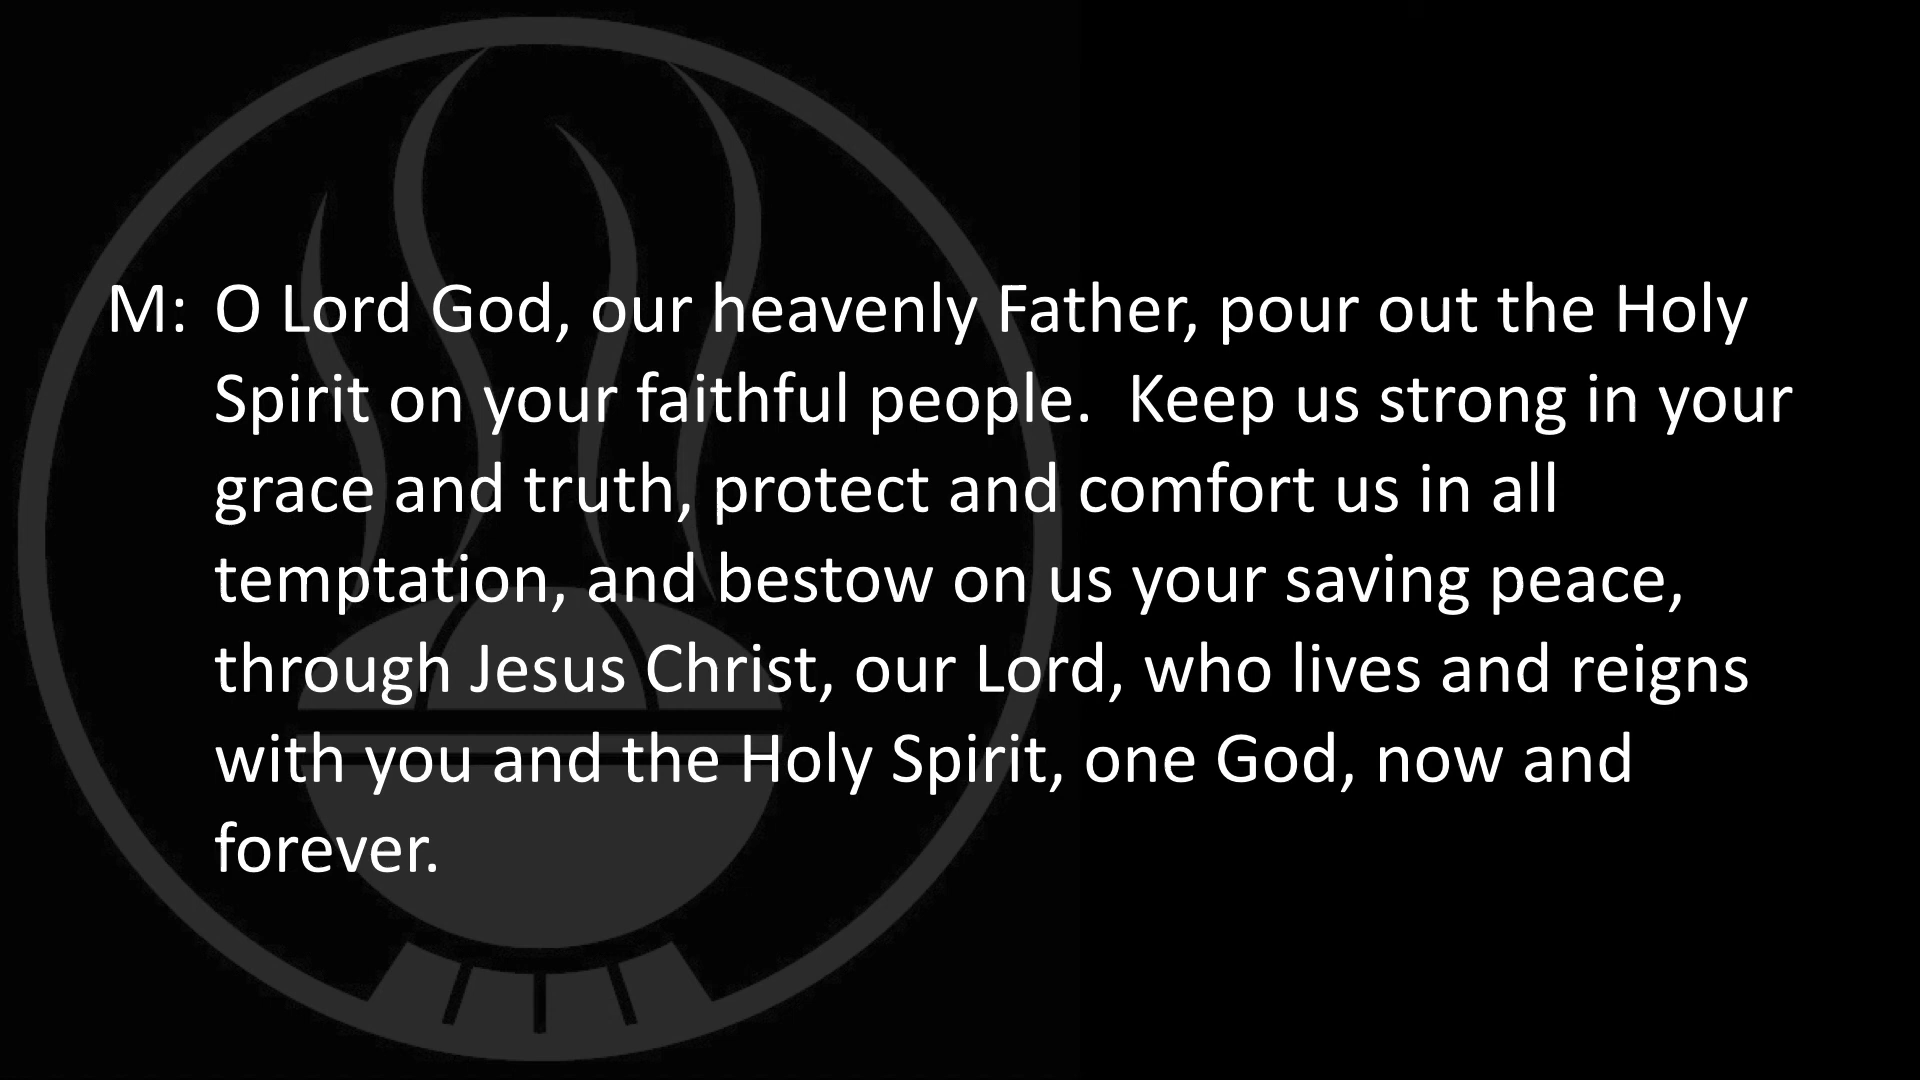 M: O Lord God, our heavenly Father, pour out the Holy
Spirit on your faithful people.  Keep us strong in your
grace and truth, protect and comfort us in all
temptation, and bestow on us your saving peace,
through Jesus Christ, our Lord, who lives and reigns
with you and the Holy Spirit, one God, now and
forever.